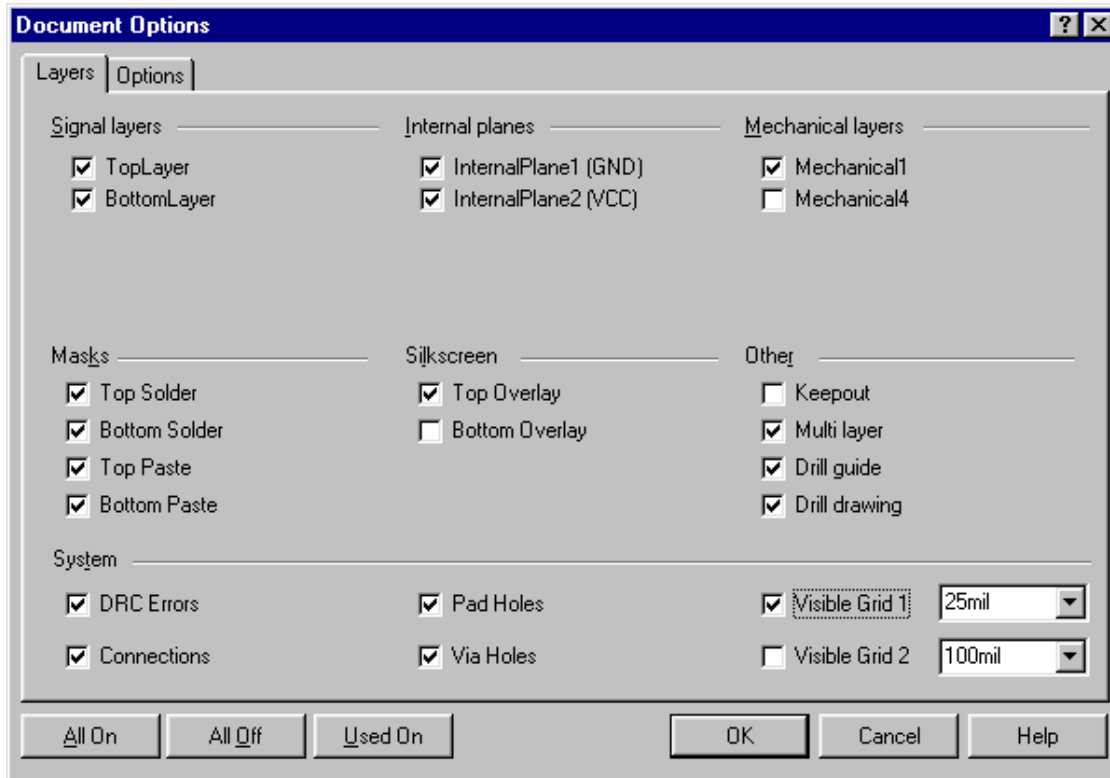 Document Options
Layers Options
Signal layers
TopLayer
BottomLayer
Internal planes
InternalPlane1 (GND)
InternalPlane2 (VCC)
Mechanical layers
Mechanical1
Mechanical4
Masks
Top Solder
Bottom Solder
Top Paste
Bottom Paste
Silkscreen
Top Overlay
Bottom Overlay
Other
Keepout
Multi layer
Drill guide
Drill drawing
System
DRC Errors
Connections
Pad Holes
Via Holes
Visible Grid 1 25mil
Visible Grid 2 100mil
All On All Off Used On OK Cancel Help